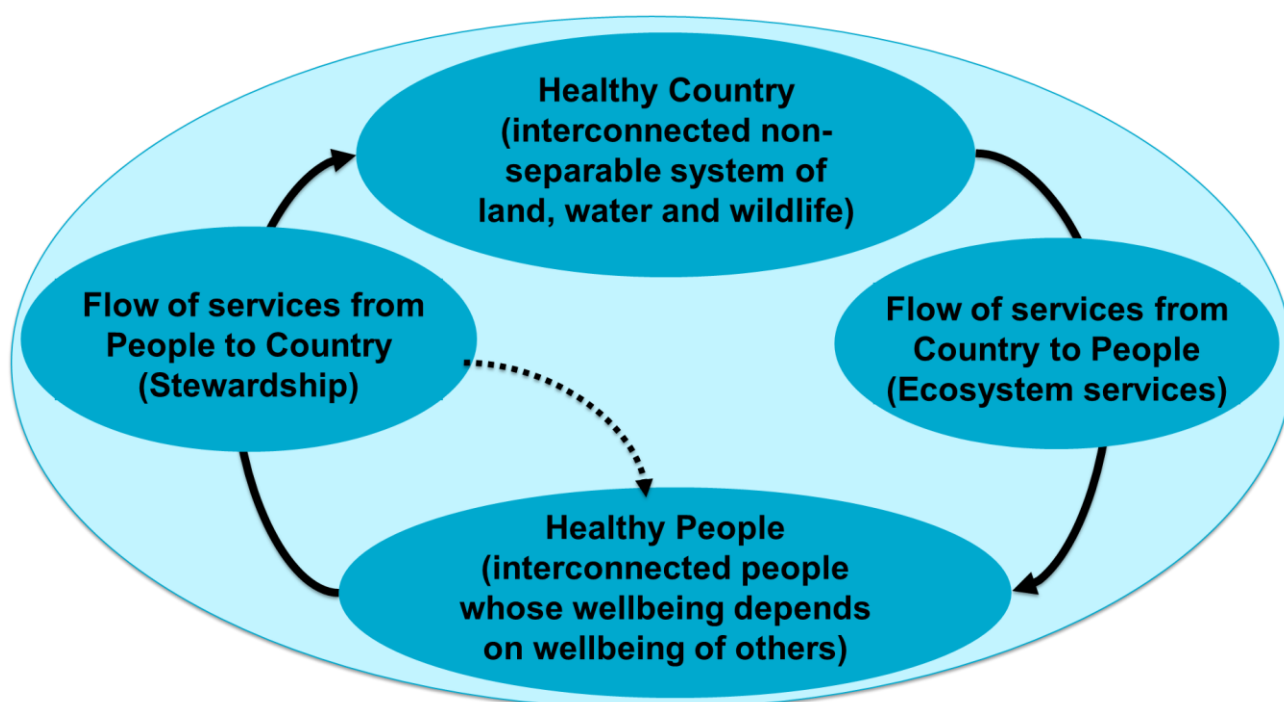 Healthy Country
(interconnected non-
separable system of
land, water and wildlife)
Flow of services from
People to Country
(Stewardship)
Flow of services from
Country to People
(Ecosystem services)
Healthy People
(interconnected people
whose wellbeing depends
on wellbeing of others)